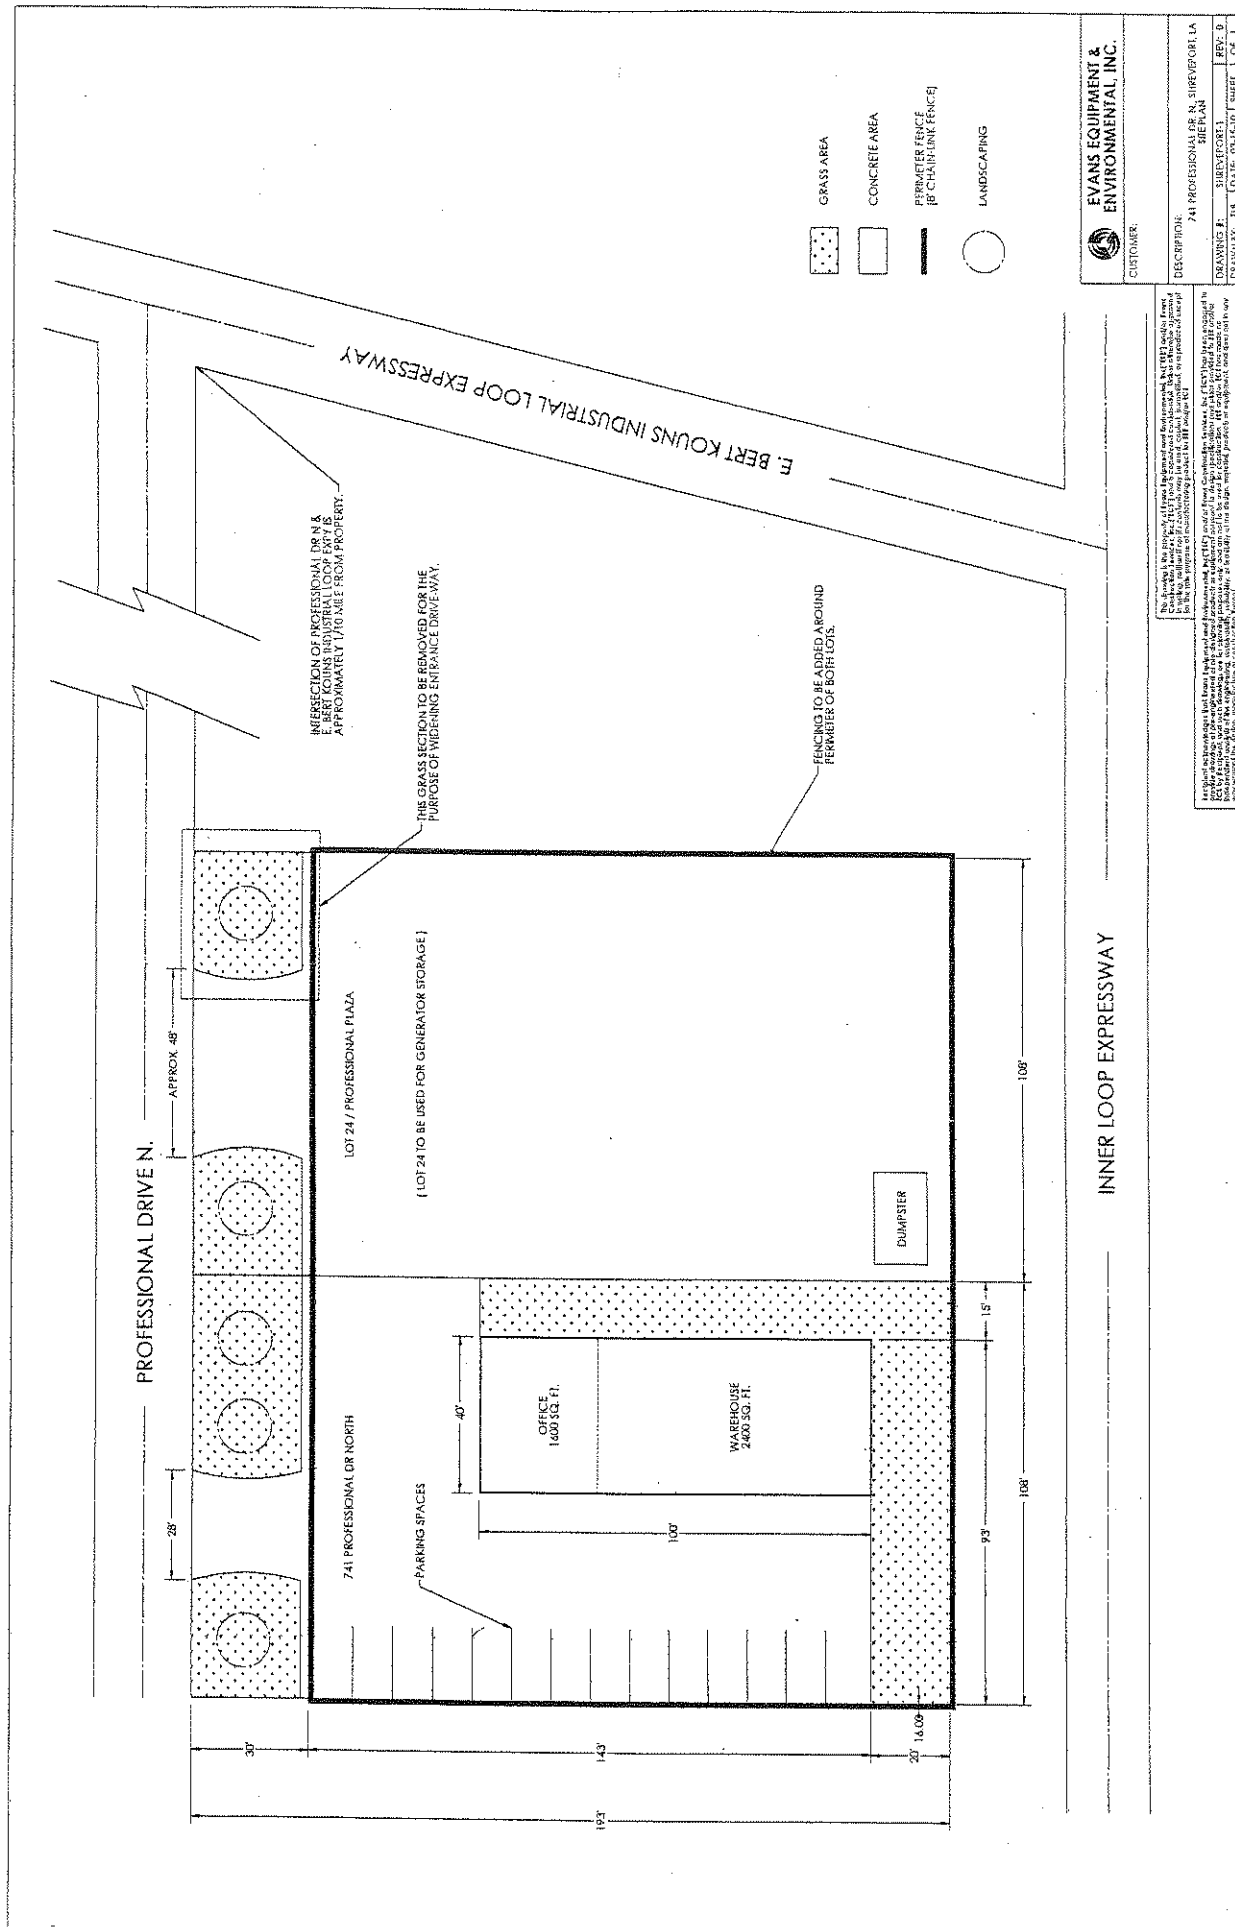 PROFESSIONAL DRIVE N.
E. BERT KOUNS INDUSTRIAL LOOP EXPRESSWAY
INNER LOOP EXPRESSWAY
INTERSECTION OF PROFESSIONAL DR N &
E. BERT KOUNS INDUSTRIAL LOOP EXPY IS
APPROXIMATELY 1/10 MILE FROM PROPERTY.
THIS GRASS SECTION TO BE REMOVED FOR THE
PURPOSE OF WIDENING ENTRANCE DRIVE-WAY.
FENCING TO BE ADDED AROUND
PERIMETER OF BOTH LOTS.
28'
APPROX. 48'
30'
143'
193'
20'
16.00
741 PROFESSIONAL DR NORTH
PARKING SPACES
LOT 24 / PROFESSIONAL PLAZA
( LOT 24 TO BE USED FOR GENERATOR STORAGE )
40'
100'
OFFICE
1600 SQ. FT.
WAREHOUSE
2400 SQ. FT.
DUMPSTER
93'
15'
108'
108'
GRASS AREA
CONCRETE AREA
PERIMETER FENCE
(8' CHAIN-LINK FENCE)
LANDSCAPING
EVANS EQUIPMENT &
ENVIRONMENTAL, INC.
CUSTOMER:
DESCRIPTION:
741 PROFESSIONAL DR. N., SHREVEPORT, LA
SITE PLAN
DRAWING #: SHREVEPORT-1 REV: 0